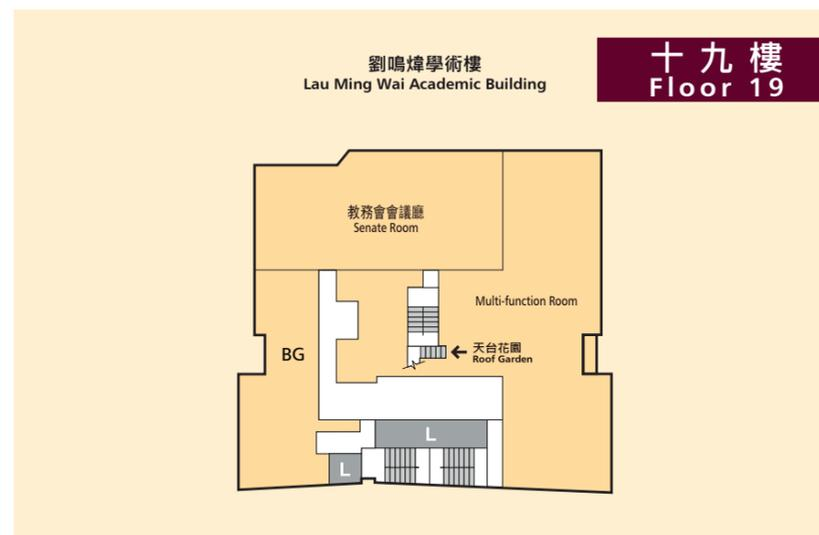 劉鳴煒學術樓
Lau Ming Wai Academic Building
十九樓
Floor 19
教務會會議廳
Senate Room
Multi-function Room
天台花園
Roof Garden
BG
L
L